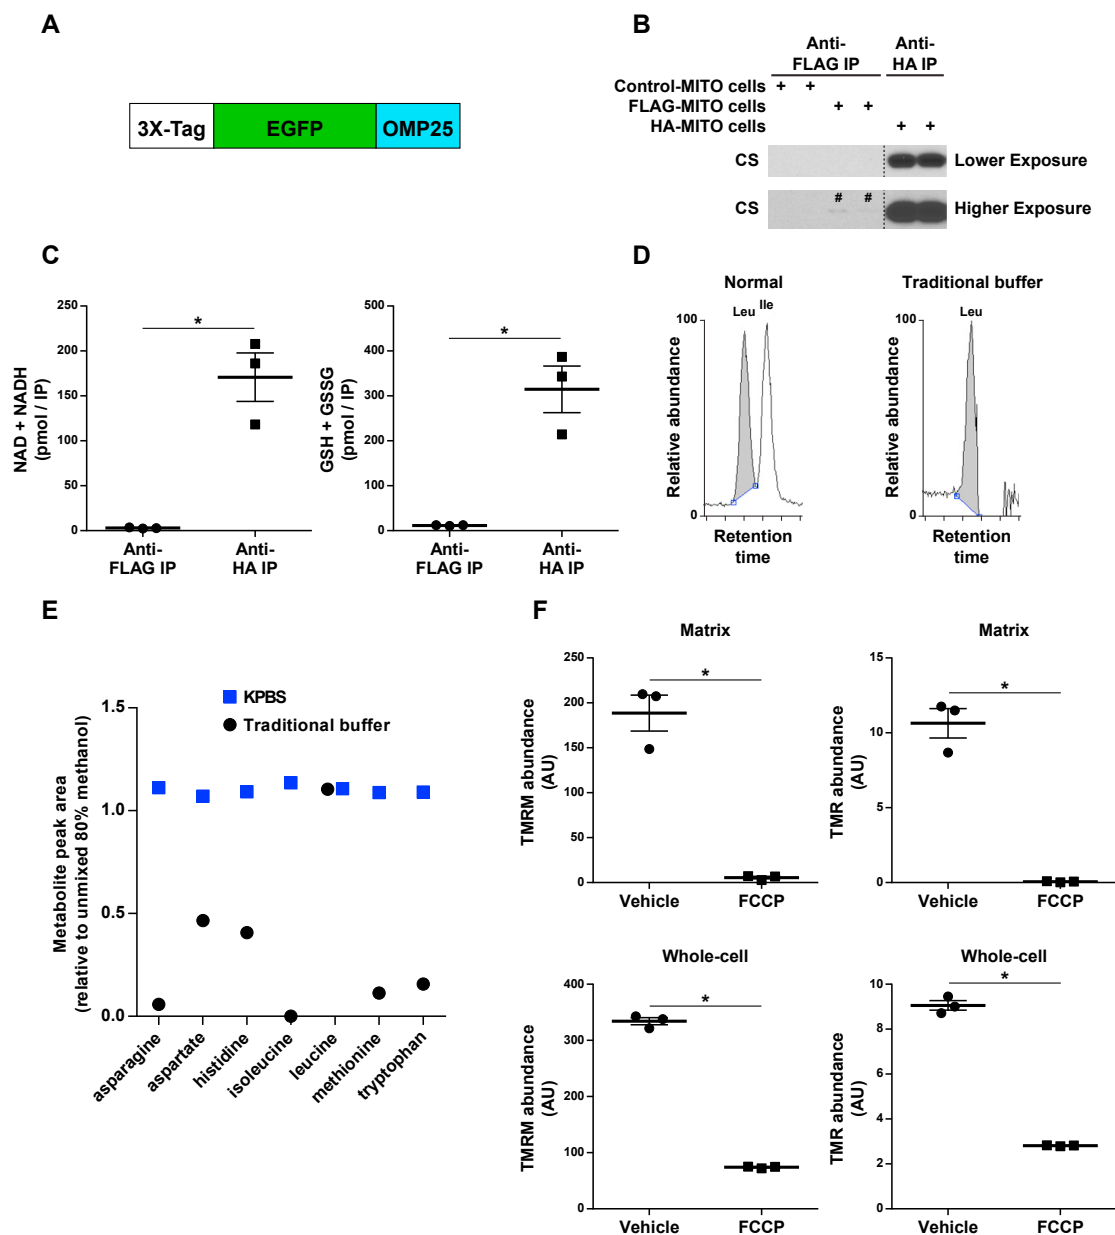 A
3X-Tag EGFP OMP25
B
Anti-
FLAG IP
Anti-
HA IP
Control-MITO cells + +
FLAG-MITO cells + +
HA-MITO cells + +
CS Lower Exposure
# #
CS Higher Exposure
C
NAD + NADH
(pmol / IP)
250
200
150
100
50
0
*
Anti-
FLAG IP
Anti-
HA IP
GSH + GSSG
(pmol / IP)
500
400
300
200
100
0
*
Anti-
FLAG IP
Anti-
HA IP
D
Normal
Leu Ile
Relative abundance
100
0
Retention
time
Traditional buffer
Leu
Relative abundance
100
0
Retention
time
E
KPBS
Traditional buffer
Metabolite peak area
(relative to unmixed 80% methanol)
1.5
1.0
0.5
0.0
asparagine
aspartate
histidine
isoleucine
leucine
methionine
tryptophan
F
Matrix
TMRM abundance
(AU)
250
200
150
100
50
0
*
Vehicle FCCP
Matrix
TMR abundance
(AU)
15
10
5
0
*
Vehicle FCCP
Whole-cell
TMRM abundance
(AU)
400
300
200
100
0
*
Vehicle FCCP
Whole-cell
TMR abundance
(AU)
10
8
6
4
2
0
*
Vehicle FCCP